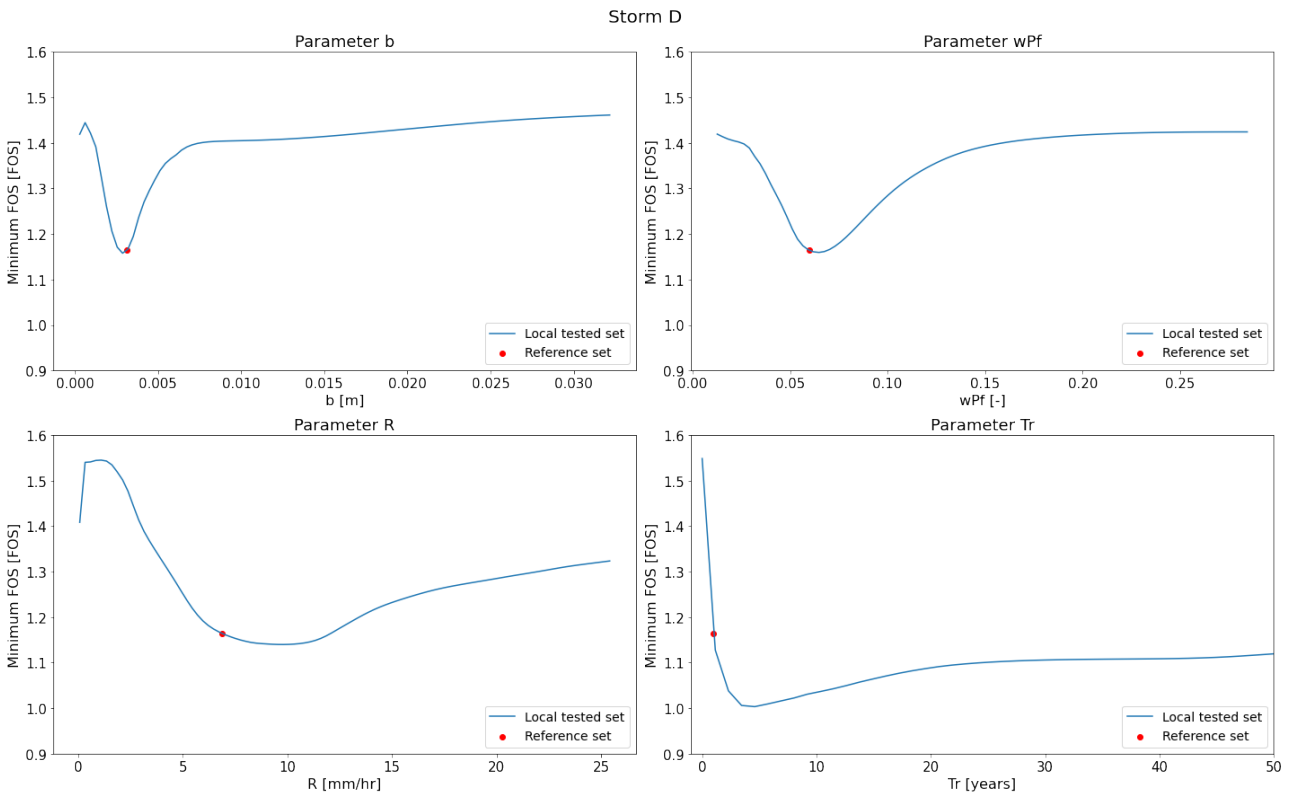 Storm D
Parameter b
1.6
1.5
1.4
1.3
1.2
1.1
1.0
0.9
Minimum FOS [FOS]
Local tested set
Reference set
0.000 0.005 0.010 0.015 0.020 0.025 0.030
b [m]
Parameter wPf
1.6
1.5
1.4
1.3
1.2
1.1
1.0
0.9
Minimum FOS [FOS]
Local tested set
Reference set
0.00 0.05 0.10 0.15 0.20 0.25
wPf [-]
Parameter R
1.6
1.5
1.4
1.3
1.2
1.1
1.0
0.9
Minimum FOS [FOS]
Local tested set
Reference set
0 5 10 15 20 25
R [mm/hr]
Parameter Tr
1.6
1.5
1.4
1.3
1.2
1.1
1.0
0.9
Minimum FOS [FOS]
Local tested set
Reference set
0 10 20 30 40 50
Tr [years]